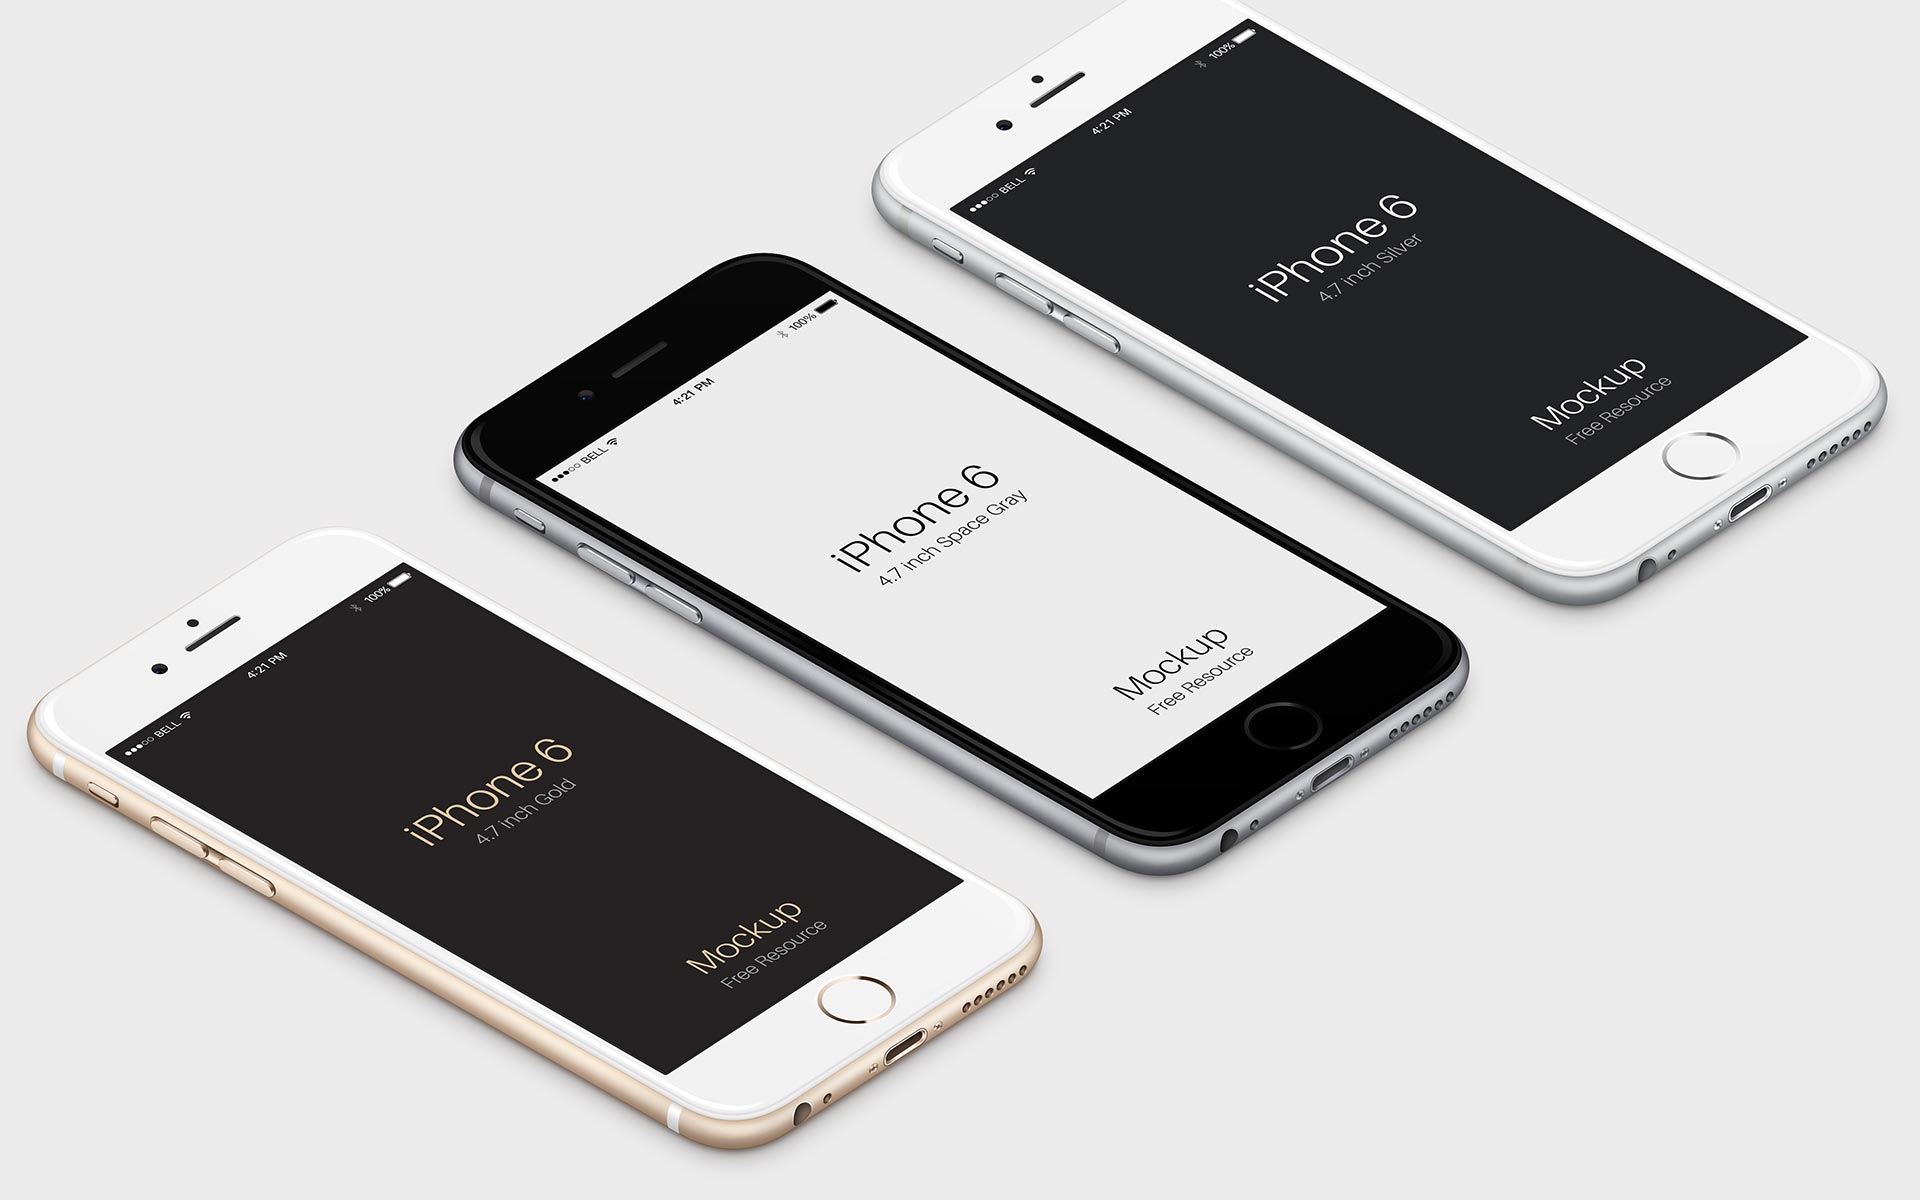 ●●●○○ BELL 4:21 PM 100%
iPhone 6
4.7 inch Gold
Mockup
Free Resource
●●●○○ BELL 4:21 PM 100%
iPhone 6
4.7 inch Space Gray
Mockup
Free Resource
●●●○○ BELL 4:21 PM 100%
iPhone 6
4.7 inch Silver
Mockup
Free Resource